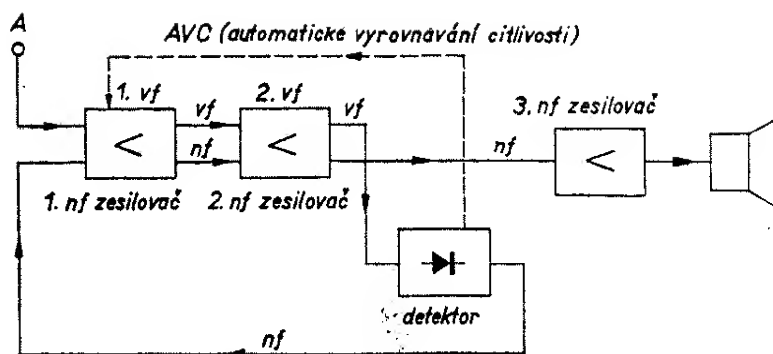 A
AVC (automatické vyrovnávání citlivosti)
1. vf
vf
2. vf
vf
3. nf zesilovač
<
nf
<
nf
<
1. nf zesilovač
2. nf zesilovač
detektor
nf